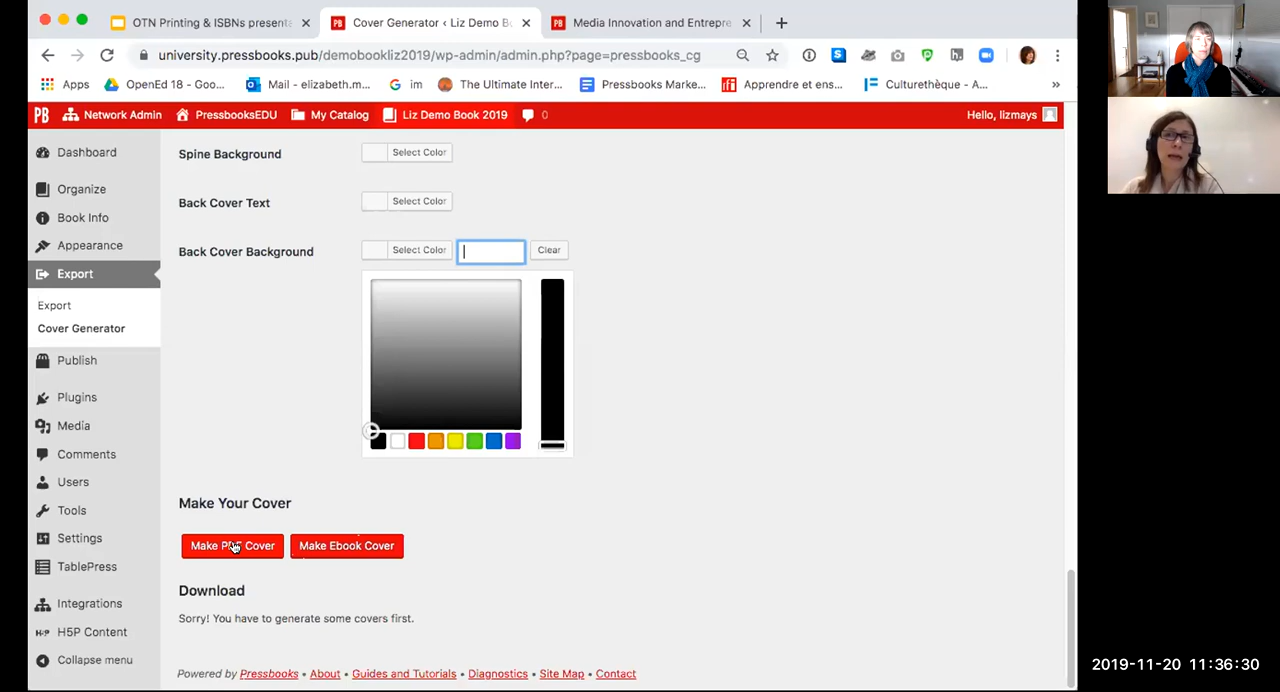 OTN Printing & ISBNs present
Cover Generator ‹ Liz Demo Bo
Media Innovation and Entrepre
university.pressbooks.pub/demobookliz2019/wp-admin/admin.php?page=pressbooks_cg
Apps
OpenEd 18 - Goo...
Mail - elizabeth.m...
im
The Ultimate Inter...
Pressbooks Marke...
Apprendre et ens...
Culturethèque - A...
»
PB
Network Admin
PressbooksEDU
My Catalog
Liz Demo Book 2019
0
Hello, lizmays
Dashboard
Organize
Book Info
Appearance
Export
Export
Cover Generator
Publish
Plugins
Media
Comments
Users
Tools
Settings
TablePress
Integrations
H5P Content
Collapse menu
Spine Background
Select Color
Back Cover Text
Select Color
Back Cover Background
Select Color
Clear
Make Your Cover
Make PDF Cover
Make Ebook Cover
Download
Sorry! You have to generate some covers first.
Powered by Pressbooks • About • Guides and Tutorials • Diagnostics • Site Map • Contact
2019-11-20 11:36:30